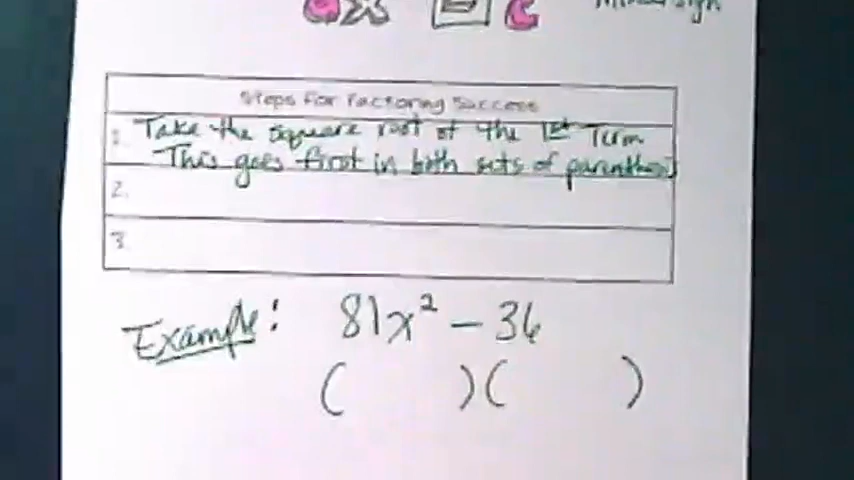 ax² - c
Steps for Factoring Success
1. Take the square root of the 1st Term
This goes first in both sets of parenthesis
2.
3.
Example: 81x² - 36
( )( )